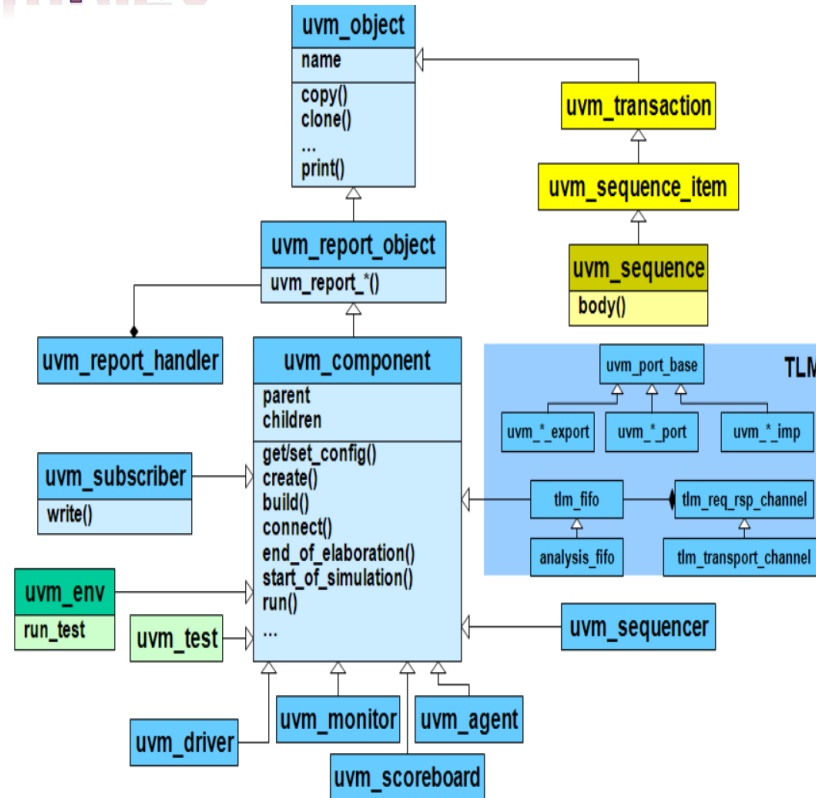 uvm_object
name
copy()
clone()
...
print()
uvm_transaction
uvm_sequence_item
uvm_sequence
body()
uvm_report_object
uvm_report_*()
uvm_report_handler
uvm_component
parent
children
get/set_config()
create()
build()
connect()
end_of_elaboration()
start_of_simulation()
run()
...
uvm_subscriber
write()
uvm_env
run_test
uvm_test
TLM
uvm_port_base
uvm_*_export
uvm_*_port
uvm_*_imp
tlm_fifo
tlm_req_rsp_channel
analysis_fifo
tlm_transport_channel
uvm_sequencer
uvm_driver
uvm_monitor
uvm_agent
uvm_scoreboard